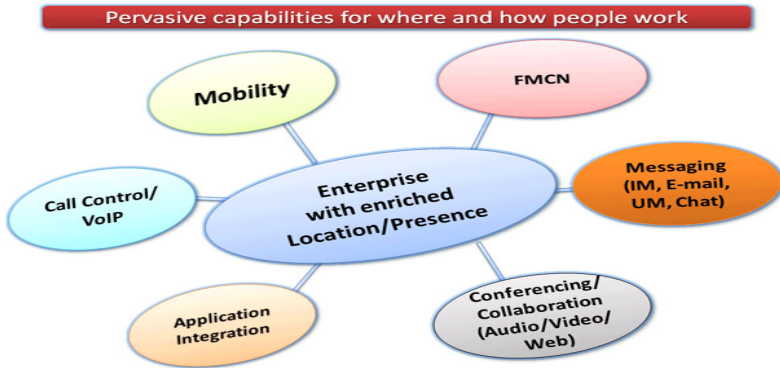 Pervasive capabilities for where and how people work
Mobility
FMCN
Enterprise
with enriched
Location/Presence
Messaging
(IM, E-mail,
UM, Chat)
Call Control/
VoIP
Application
Integration
Conferencing/
Collaboration
(Audio/Video/
Web)